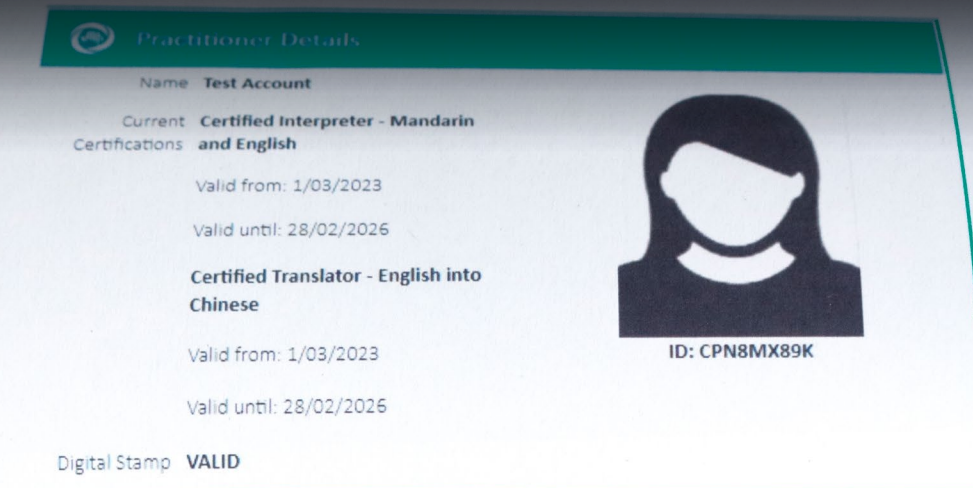 Practitioner Details
Name Test Account
Current Certified Interpreter - Mandarin
Certifications and English
Valid from: 1/03/2023
Valid until: 28/02/2026
Certified Translator - English into
Chinese
Valid from: 1/03/2023
Valid until: 28/02/2026
ID: CPN8MX89K
Digital Stamp VALID